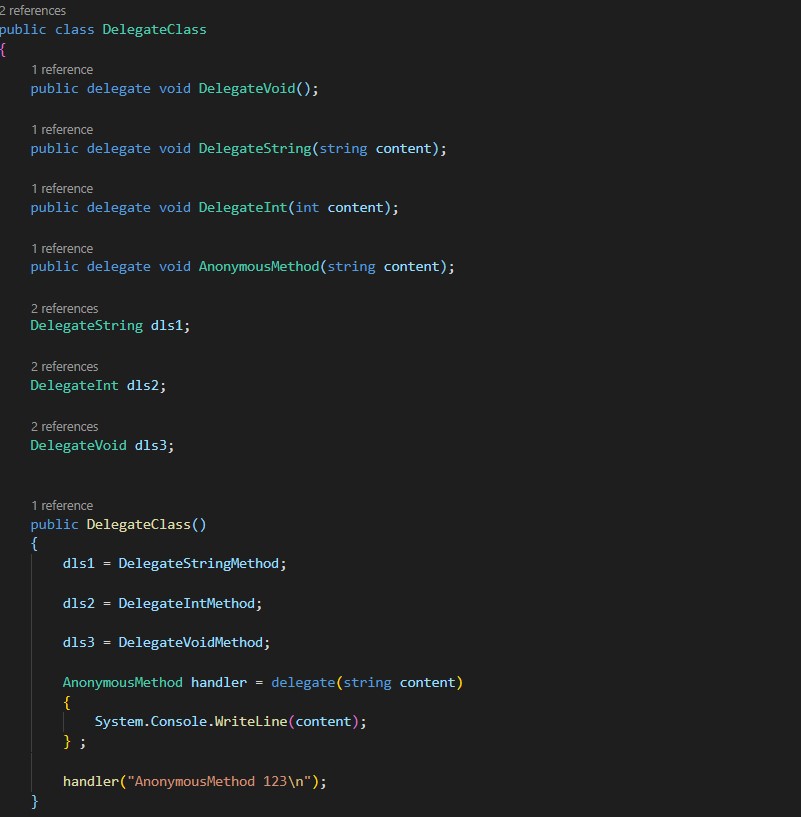 2 references
public class DelegateClass
{
1 reference
public delegate void DelegateVoid();
1 reference
public delegate void DelegateString(string content);
1 reference
public delegate void DelegateInt(int content);
1 reference
public delegate void AnonymousMethod(string content);
2 references
DelegateString dls1;
2 references
DelegateInt dls2;
2 references
DelegateVoid dls3;
1 reference
public DelegateClass()
{
dls1 = DelegateStringMethod;
dls2 = DelegateIntMethod;
dls3 = DelegateVoidMethod;
AnonymousMethod handler = delegate(string content)
{
System.Console.WriteLine(content);
} ;
handler("AnonymousMethod 123\n");
}